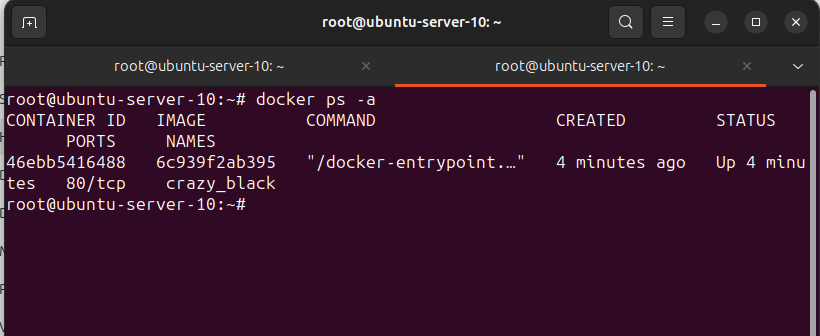 root@ubuntu-server-10: ~
root@ubuntu-server-10: ~
root@ubuntu-server-10: ~
root@ubuntu-server-10:~# docker ps -a
CONTAINER ID   IMAGE          COMMAND                  CREATED         STATUS
      PORTS     NAMES
46ebb5416488   6c939f2ab395   "/docker-entrypoint.…"   4 minutes ago   Up 4 minu
tes   80/tcp    crazy_black
root@ubuntu-server-10:~#